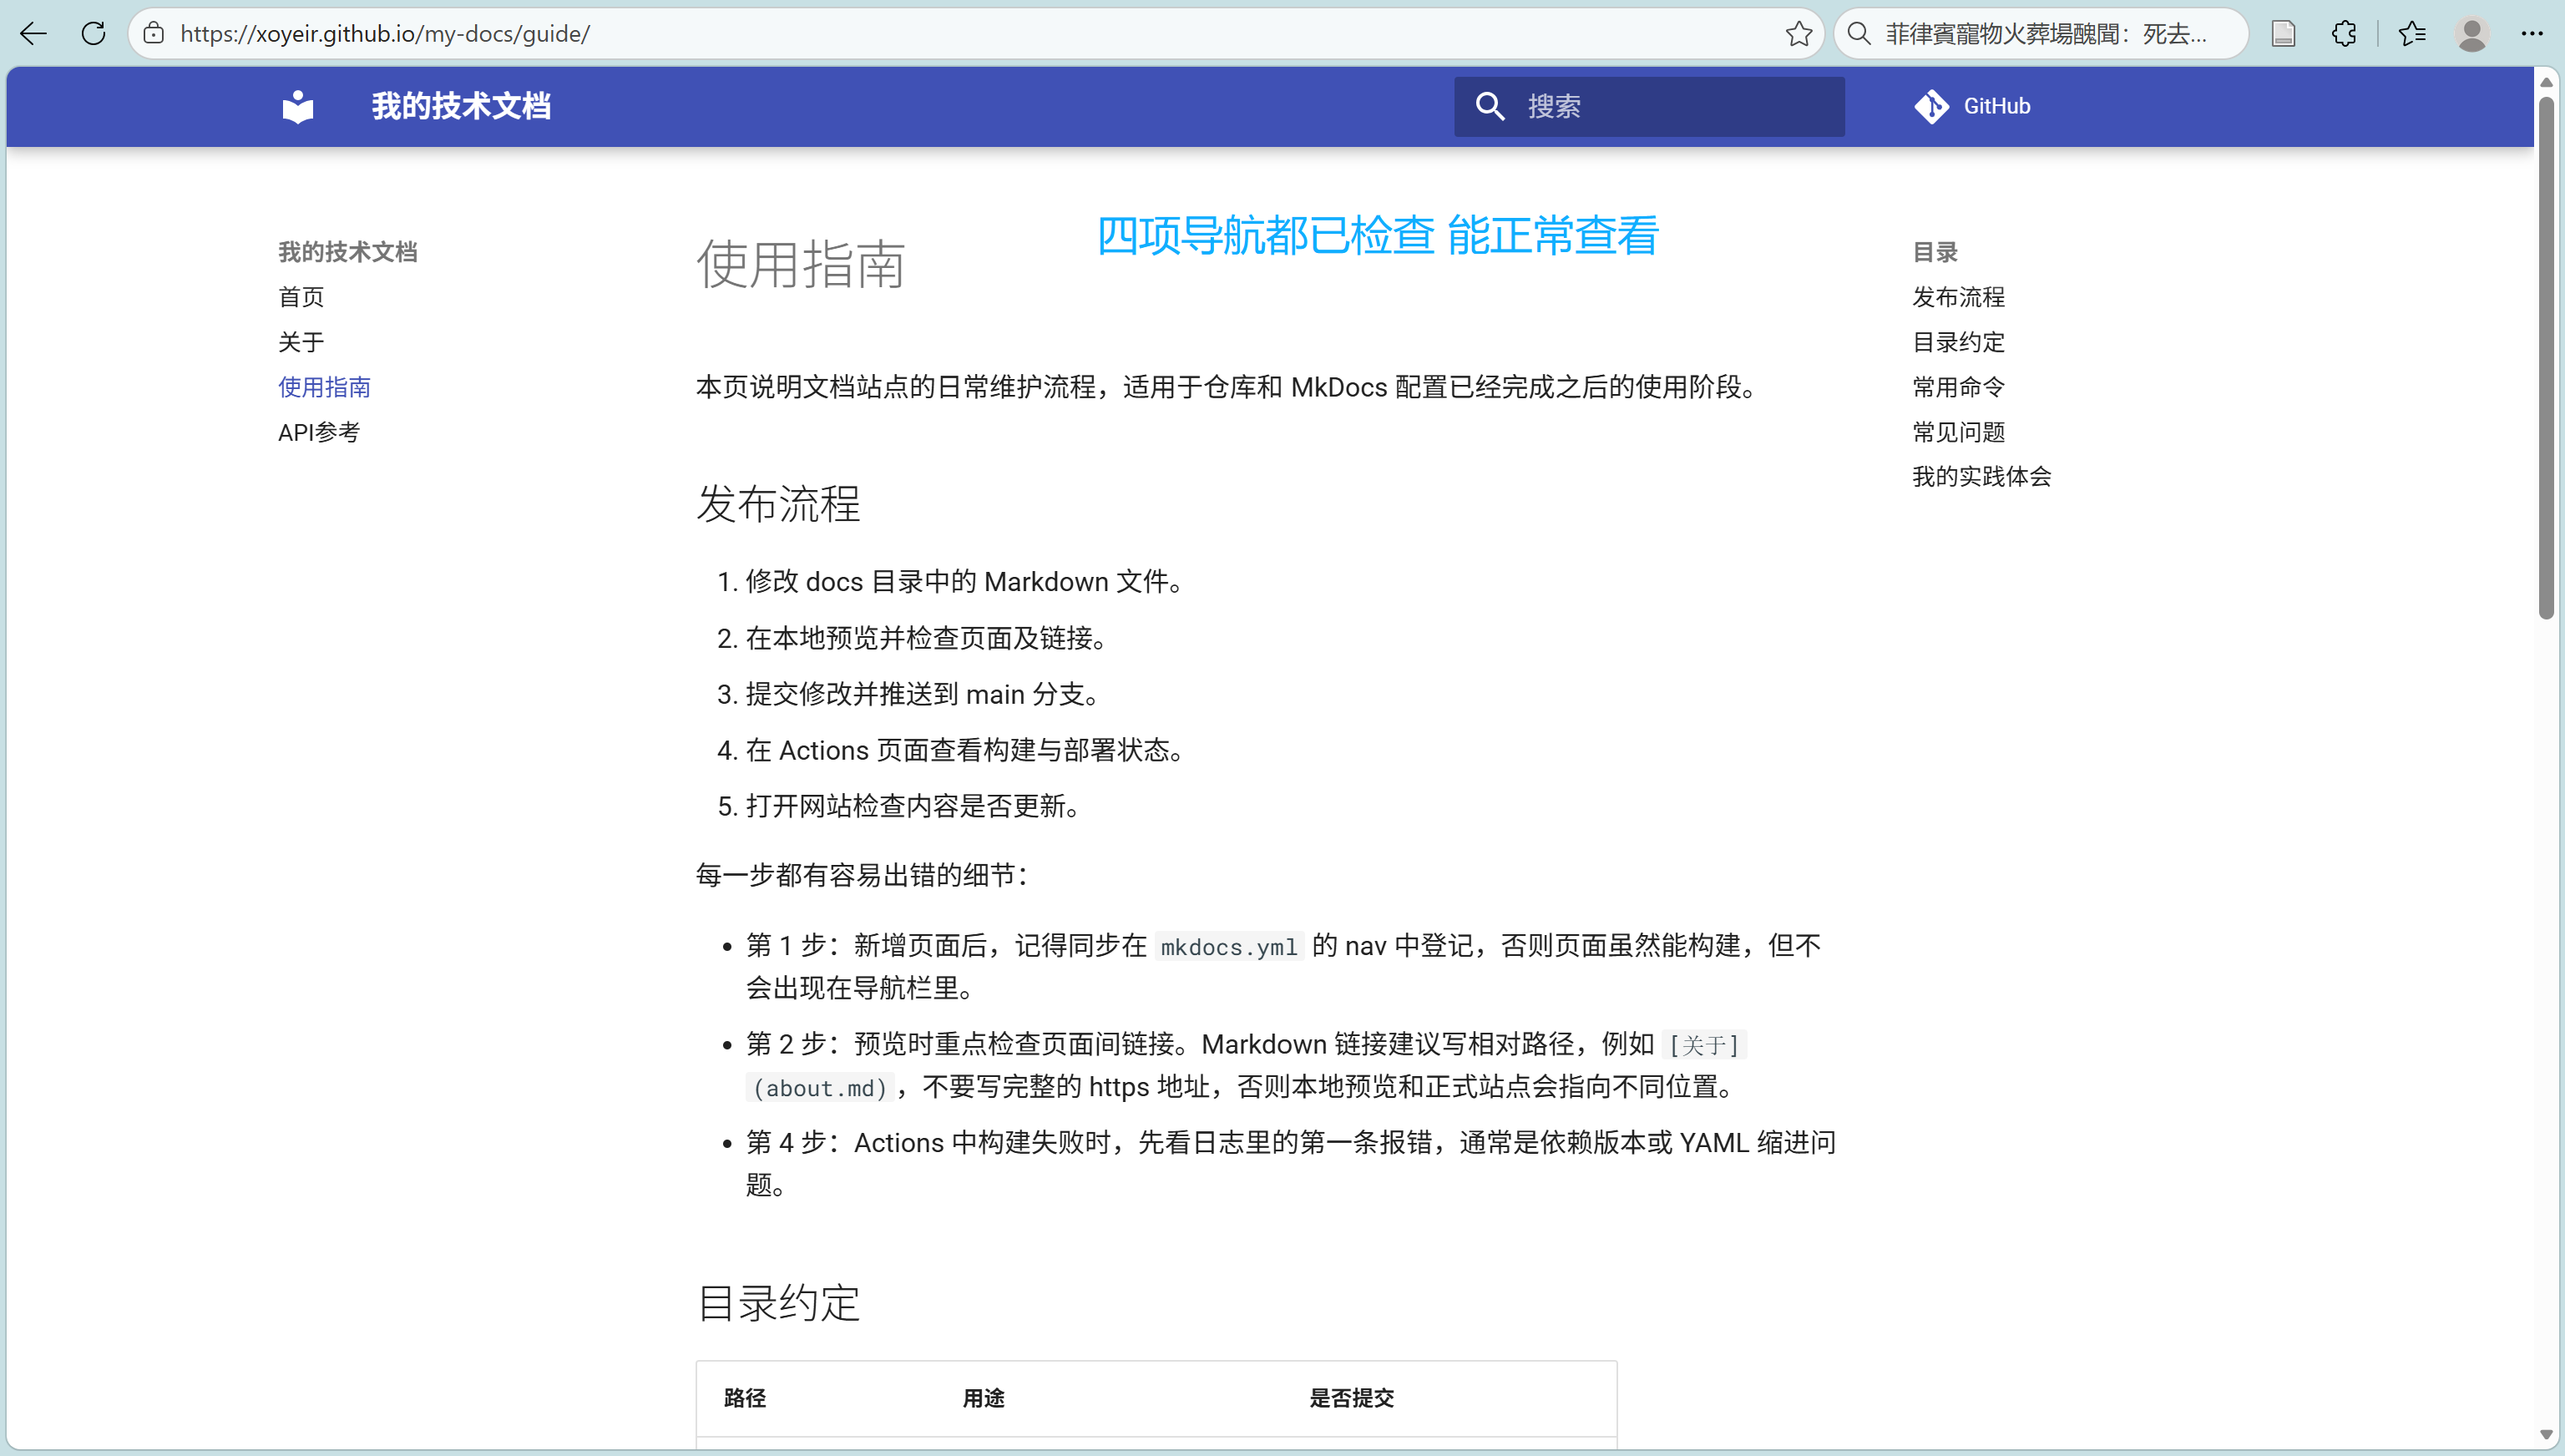 https://xoyeir.github.io/my-docs/guide/
菲律賓寵物火葬場醜聞：死去...
我的技术文档
搜索
GitHub
四项导航都已检查 能正常查看
我的技术文档
首页
关于
使用指南
API参考
使用指南
本页说明文档站点的日常维护流程，适用于仓库和 MkDocs 配置已经完成之后的使用阶段。
发布流程
1. 修改 docs 目录中的 Markdown 文件。
2. 在本地预览并检查页面及链接。
3. 提交修改并推送到 main 分支。
4. 在 Actions 页面查看构建与部署状态。
5. 打开网站检查内容是否更新。
每一步都有容易出错的细节：
• 第 1 步：新增页面后，记得同步在 mkdocs.yml 的 nav 中登记，否则页面虽然能构建，但不
会出现在导航栏里。
• 第 2 步：预览时重点检查页面间链接。Markdown 链接建议写相对路径，例如 [关于]
(about.md)，不要写完整的 https 地址，否则本地预览和正式站点会指向不同位置。
• 第 4 步：Actions 中构建失败时，先看日志里的第一条报错，通常是依赖版本或 YAML 缩进问
题。
目录约定
路径 用途 是否提交
目录
发布流程
目录约定
常用命令
常见问题
我的实践体会